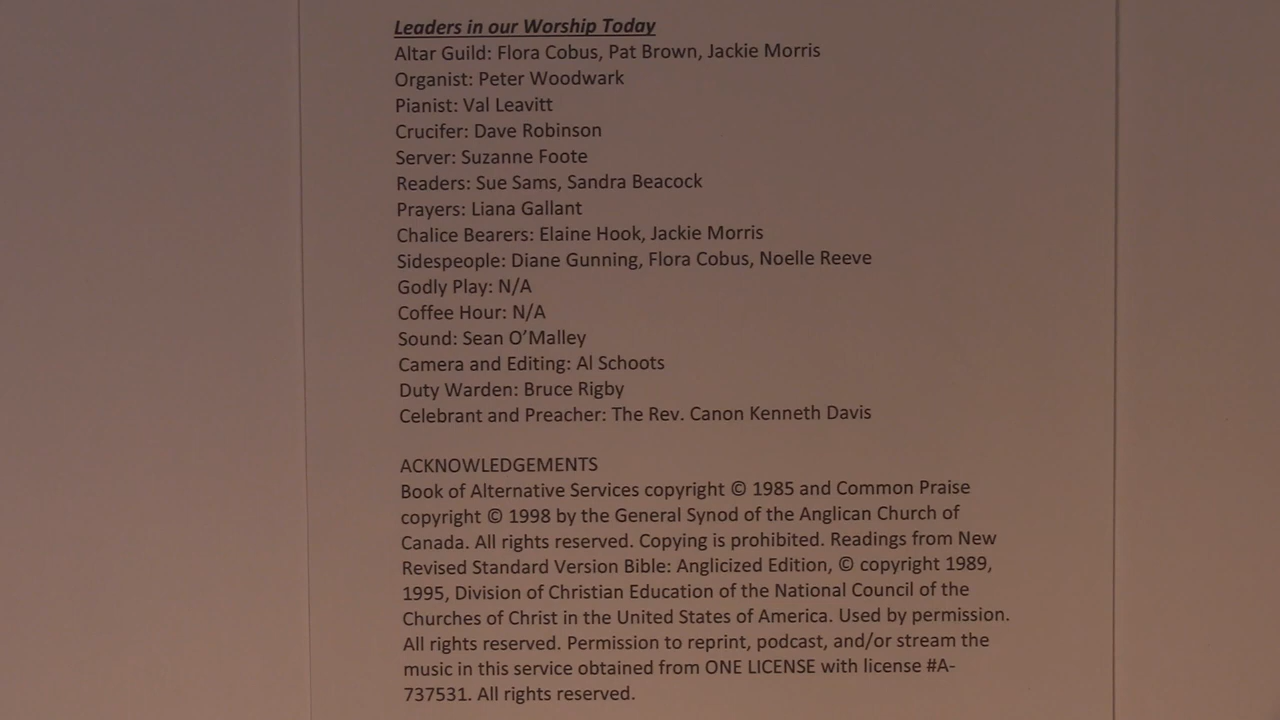 Leaders in our Worship Today
Altar Guild: Flora Cobus, Pat Brown, Jackie Morris
Organist: Peter Woodwark
Pianist: Val Leavitt
Crucifer: Dave Robinson
Server: Suzanne Foote
Readers: Sue Sams, Sandra Beacock
Prayers: Liana Gallant
Chalice Bearers: Elaine Hook, Jackie Morris
Sidespeople: Diane Gunning, Flora Cobus, Noelle Reeve
Godly Play: N/A
Coffee Hour: N/A
Sound: Sean O’Malley
Camera and Editing: Al Schoots
Duty Warden: Bruce Rigby
Celebrant and Preacher: The Rev. Canon Kenneth Davis
ACKNOWLEDGEMENTS
Book of Alternative Services copyright © 1985 and Common Praise
copyright © 1998 by the General Synod of the Anglican Church of
Canada. All rights reserved. Copying is prohibited. Readings from New
Revised Standard Version Bible: Anglicized Edition, © copyright 1989,
1995, Division of Christian Education of the National Council of the
Churches of Christ in the United States of America. Used by permission.
All rights reserved. Permission to reprint, podcast, and/or stream the
music in this service obtained from ONE LICENSE with license #A-
737531. All rights reserved.